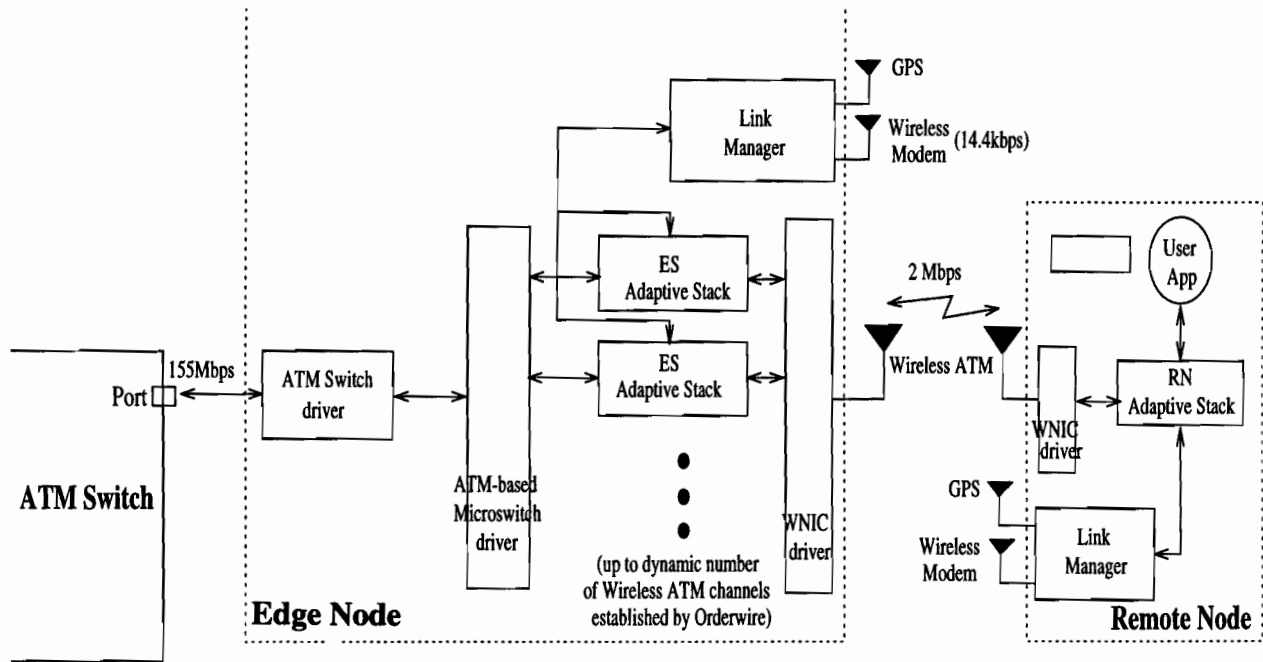 GPS
Link
Manager
Wireless
Modem
(14.4kbps)
ES
Adaptive Stack
ES
Adaptive Stack
2 Mbps
User
App
155Mbps
Port
ATM Switch
driver
Wireless ATM
RN
Adaptive Stack
WNIC
driver
ATM Switch
ATM-based
Microswitch
driver
WNIC
driver
GPS
Wireless
Modem
Link
Manager
(up to dynamic number
of Wireless ATM channels
established by Orderwire)
Edge Node
Remote Node